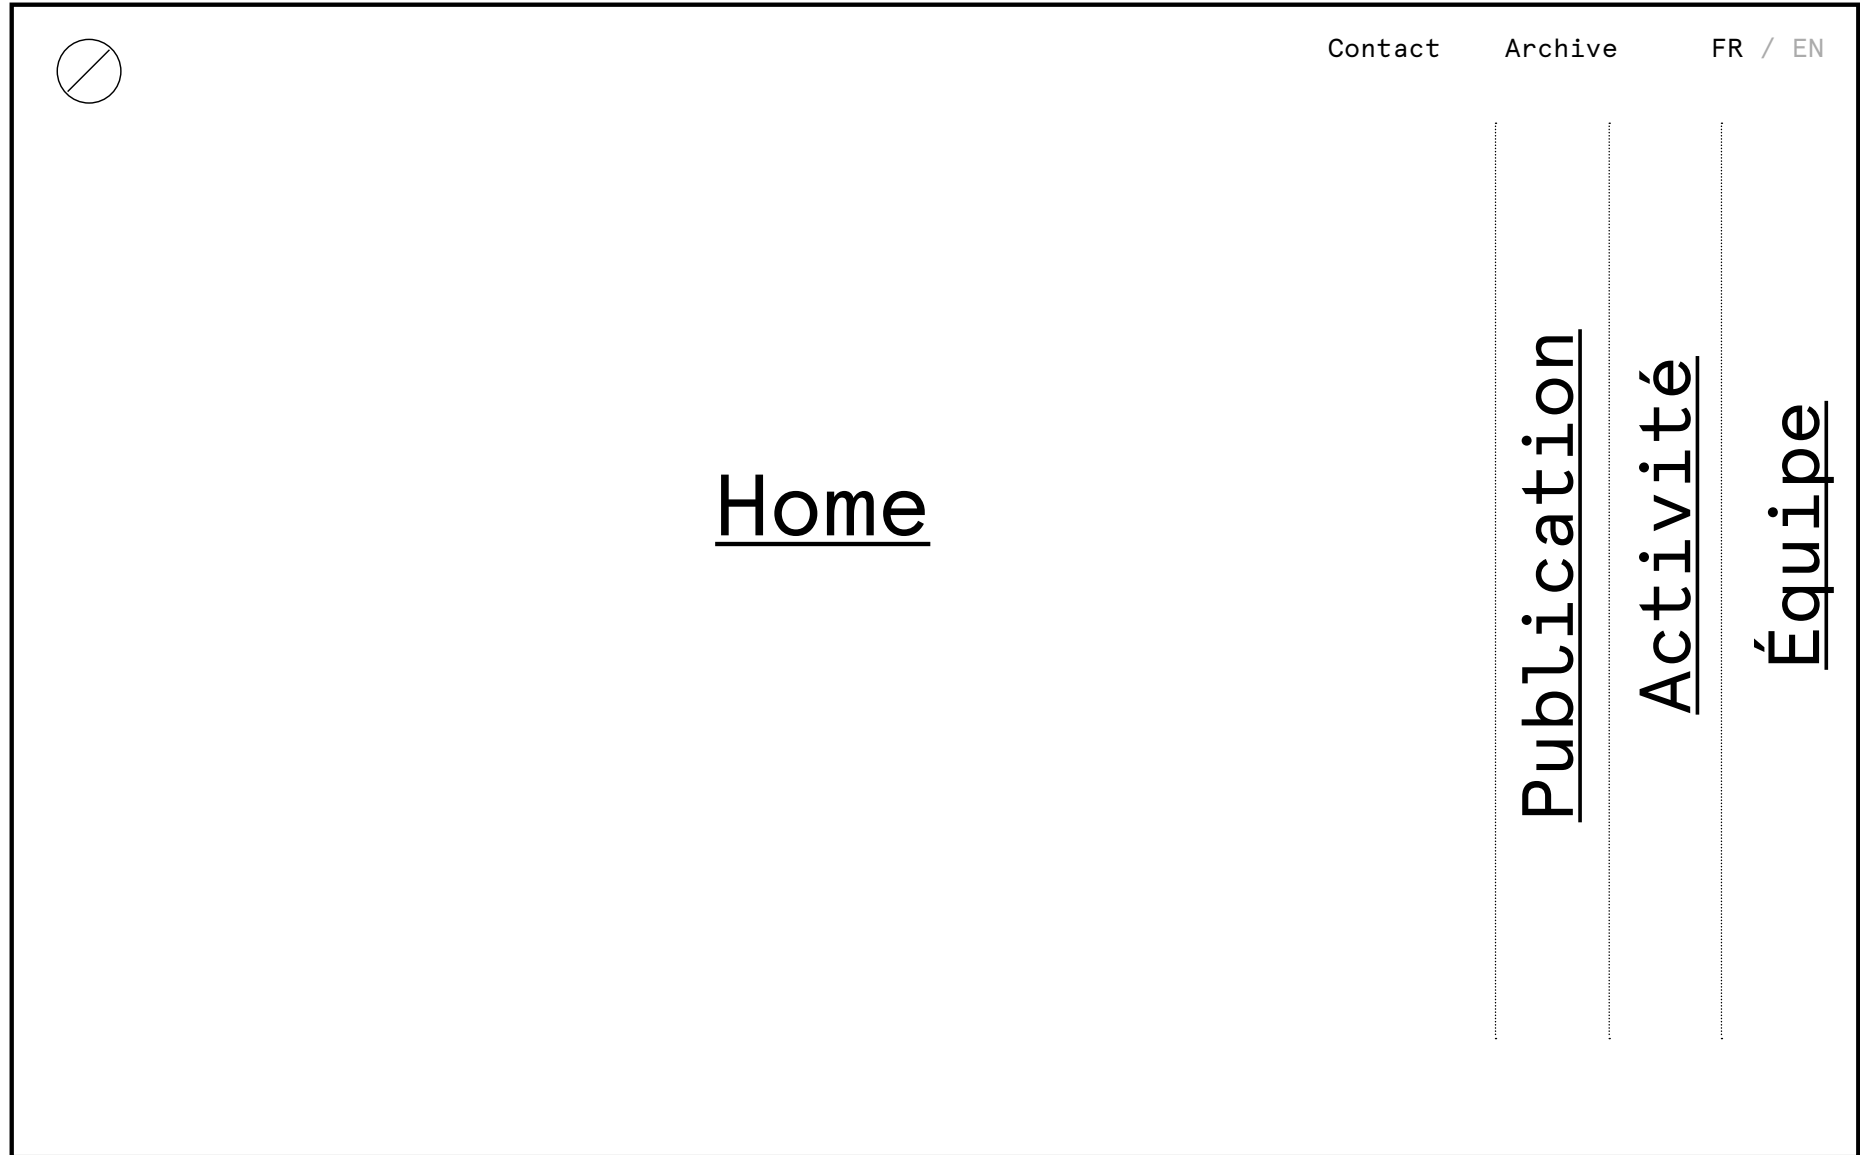 Contact Archive FR / EN
Home
Publication
Activité
Équipe